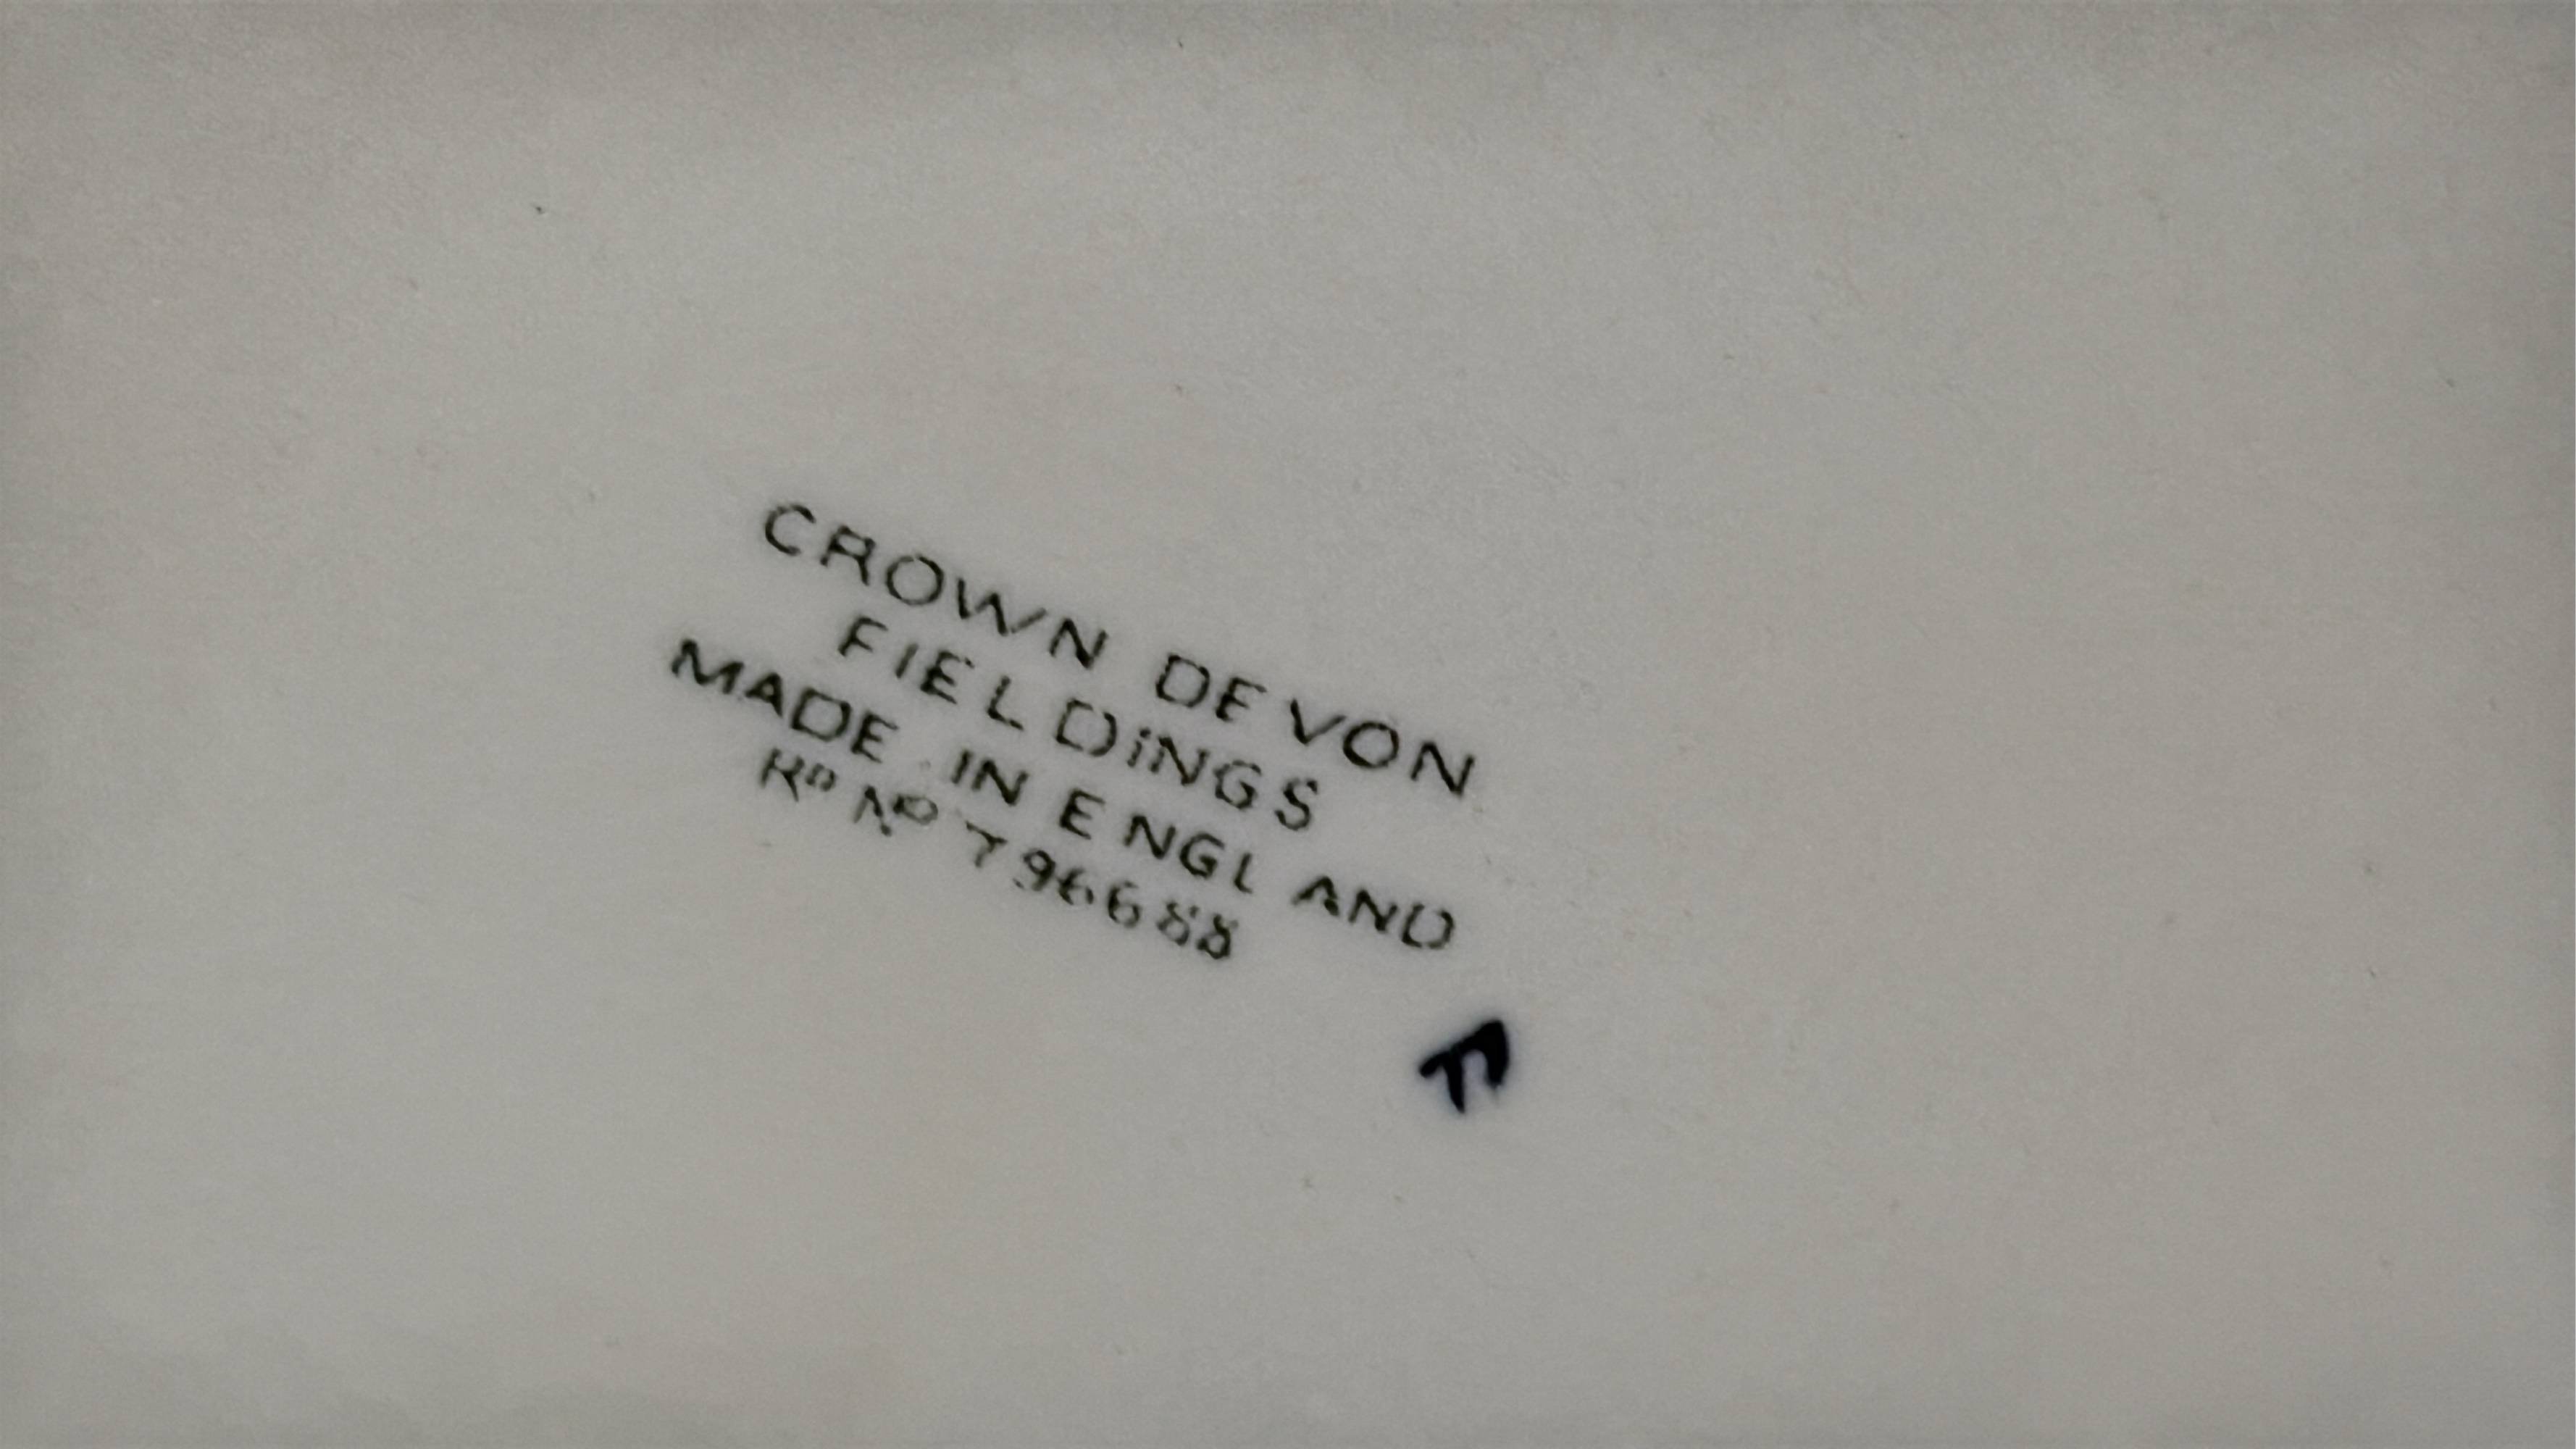 CROWN DEVON
FIELDINGS
MADE IN ENGLAND
RD NO 796688